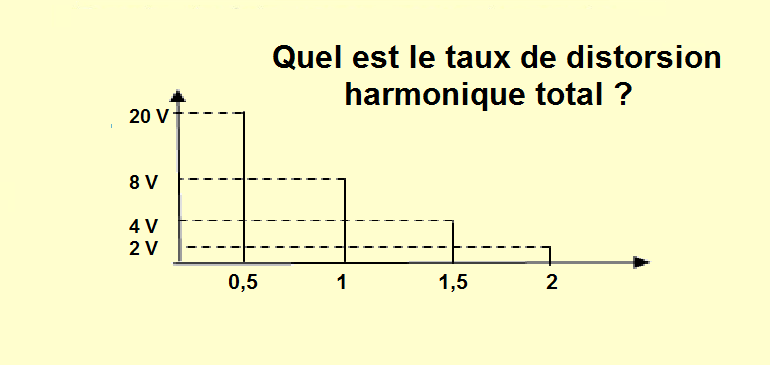 Quel est le taux de distorsion
harmonique total ?
20 V
8 V
4 V
2 V
0,5 1 1,5 2